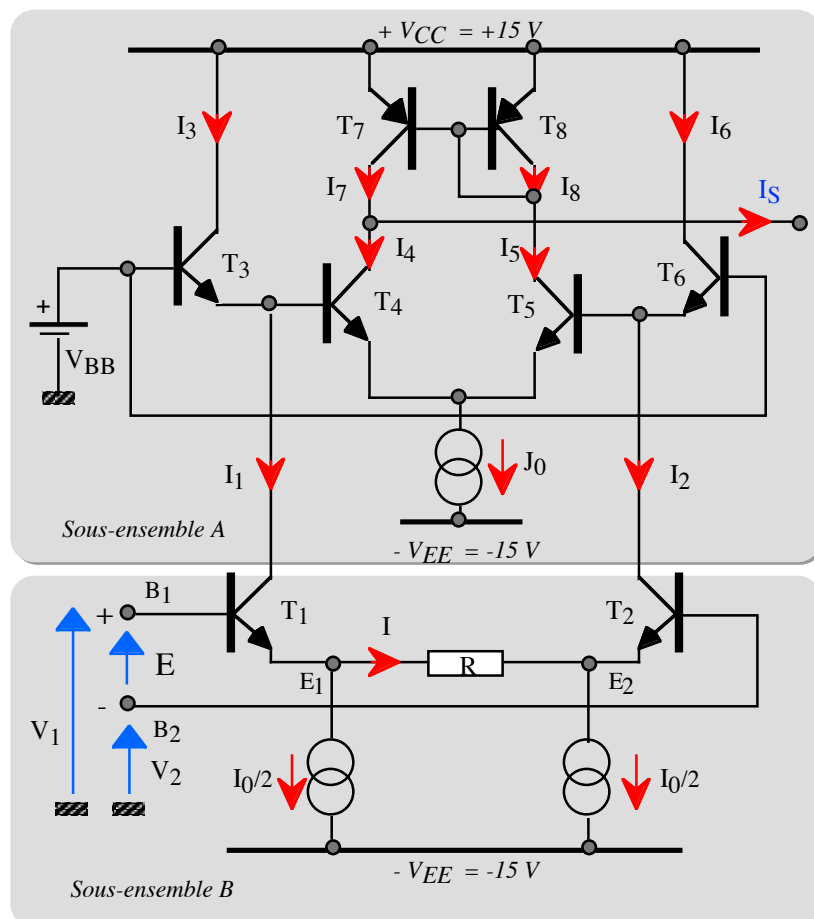 + VCC = +15 V
I3
T7
T8
I6
I7
I8
IS
T3
I4
I5
T6
T4
T5
+
VBB
I1
J0
I2
Sous-ensemble A
- VEE = -15 V
B1
T1
T2
+
I
E
R
E1
E2
-
B2
V1
V2
I0/2
I0/2
- VEE = -15 V
Sous-ensemble B